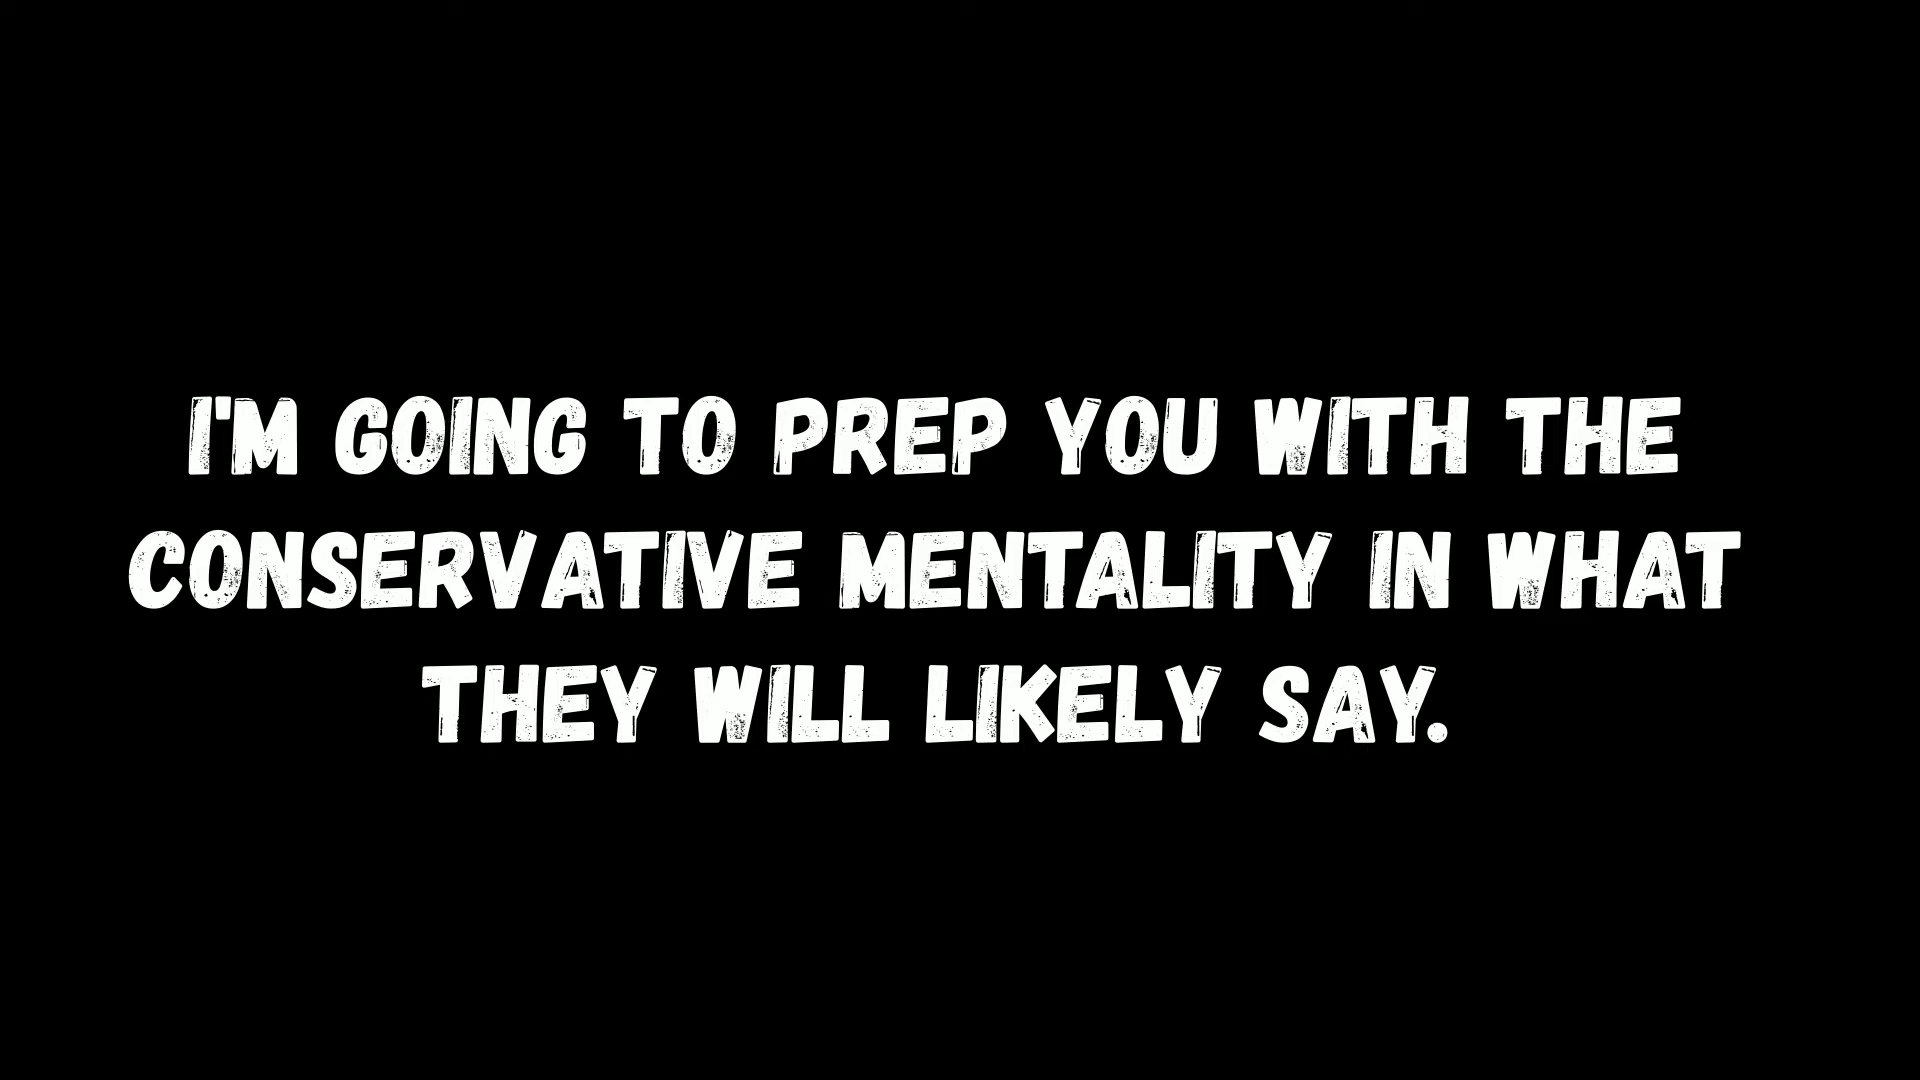 I'M GOING TO PREP YOU WITH THE
CONSERVATIVE MENTALITY IN WHAT
THEY WILL LIKELY SAY.